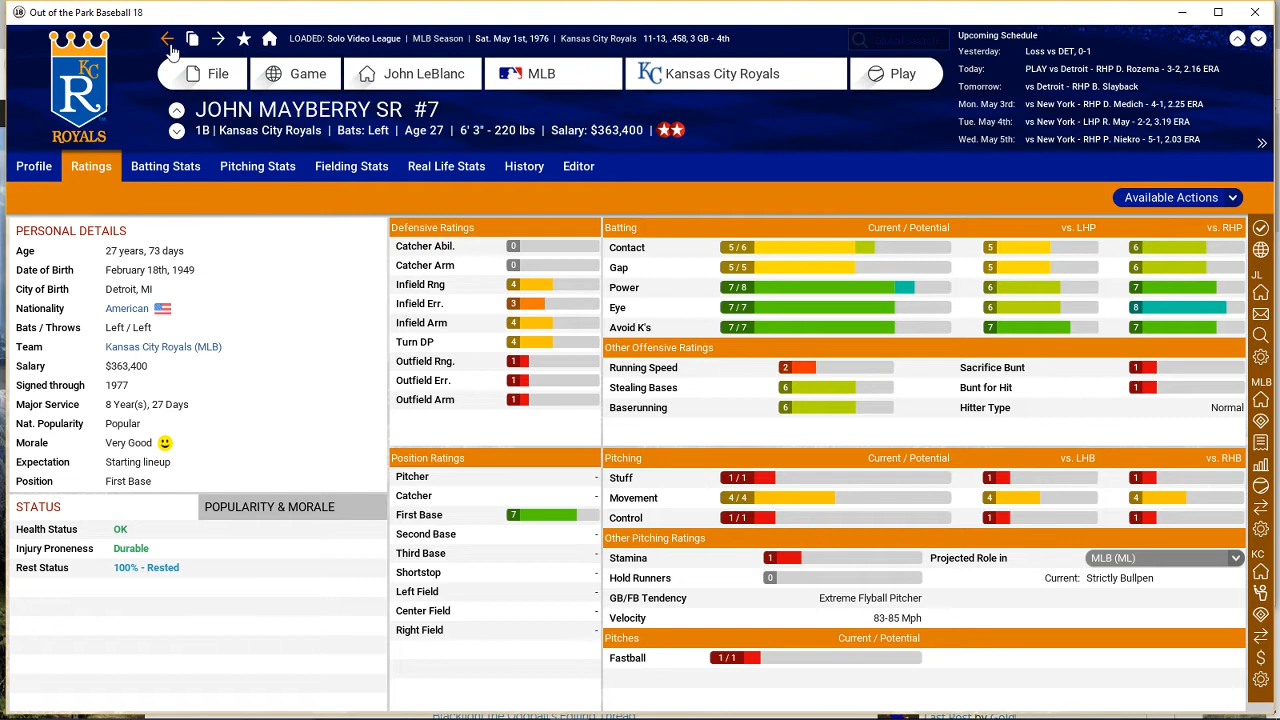 Out of the Park Baseball 18
LOADED: Solo Video League | MLB Season | Sat. May 1st, 1976 | Kansas City Royals 11-13, .458, 3 GB - 4th
Upcoming Schedule
Yesterday: Loss vs DET, 0-1
Today: PLAY vs Detroit - RHP D. Rozema - 3-2, 2.16 ERA
Tomorrow: vs Detroit - RHP B. Slayback
Mon. May 3rd: vs New York - RHP D. Medich - 4-1, 2.25 ERA
Tue. May 4th: vs New York - LHP R. May - 2-2, 3.19 ERA
Wed. May 5th: vs New York - RHP P. Niekro - 5-1, 2.03 ERA
KC R
ROYALS
File Game John LeBlanc MLB KC Kansas City Royals Play
JOHN MAYBERRY SR #7
1B | Kansas City Royals | Bats: Left | Age 27 | 6' 3" - 220 lbs | Salary: $363,400 |
Profile Ratings Batting Stats Pitching Stats Fielding Stats Real Life Stats History Editor
Available Actions
PERSONAL DETAILS
Age 27 years, 73 days
Date of Birth February 18th, 1949
City of Birth Detroit, MI
Nationality American
Bats / Throws Left / Left
Team Kansas City Royals (MLB)
Salary $363,400
Signed through 1977
Major Service 8 Year(s), 27 Days
Nat. Popularity Popular
Morale Very Good
Expectation Starting lineup
Position First Base
STATUS POPULARITY & MORALE
Health Status OK
Injury Proneness Durable
Rest Status 100% - Rested
Defensive Ratings
Catcher Abil. 0
Catcher Arm 0
Infield Rng 4
Infield Err. 3
Infield Arm 4
Turn DP 4
Outfield Rng. 1
Outfield Err. 1
Outfield Arm 1
Position Ratings
Pitcher -
Catcher -
First Base 7
Second Base -
Third Base -
Shortstop -
Left Field -
Center Field -
Right Field -
Batting Current / Potential vs. LHP vs. RHP
Contact 5 / 6 5 6
Gap 5 / 5 5 6
Power 7 / 8 6 7
Eye 7 / 7 6 8
Avoid K's 7 / 7 7 7
Other Offensive Ratings
Running Speed 2 Sacrifice Bunt 1
Stealing Bases 6 Bunt for Hit 1
Baserunning 6 Hitter Type Normal
Pitching Current / Potential vs. LHB vs. RHB
Stuff 1 / 1 1 1
Movement 4 / 4 4 4
Control 1 / 1 1 1
Other Pitching Ratings
Stamina 1 Projected Role in MLB (ML)
Hold Runners 0 Current: Strictly Bullpen
GB/FB Tendency Extreme Flyball Pitcher
Velocity 83-85 Mph
Pitches Current / Potential
Fastball 1 / 1
JL
MLB
KC